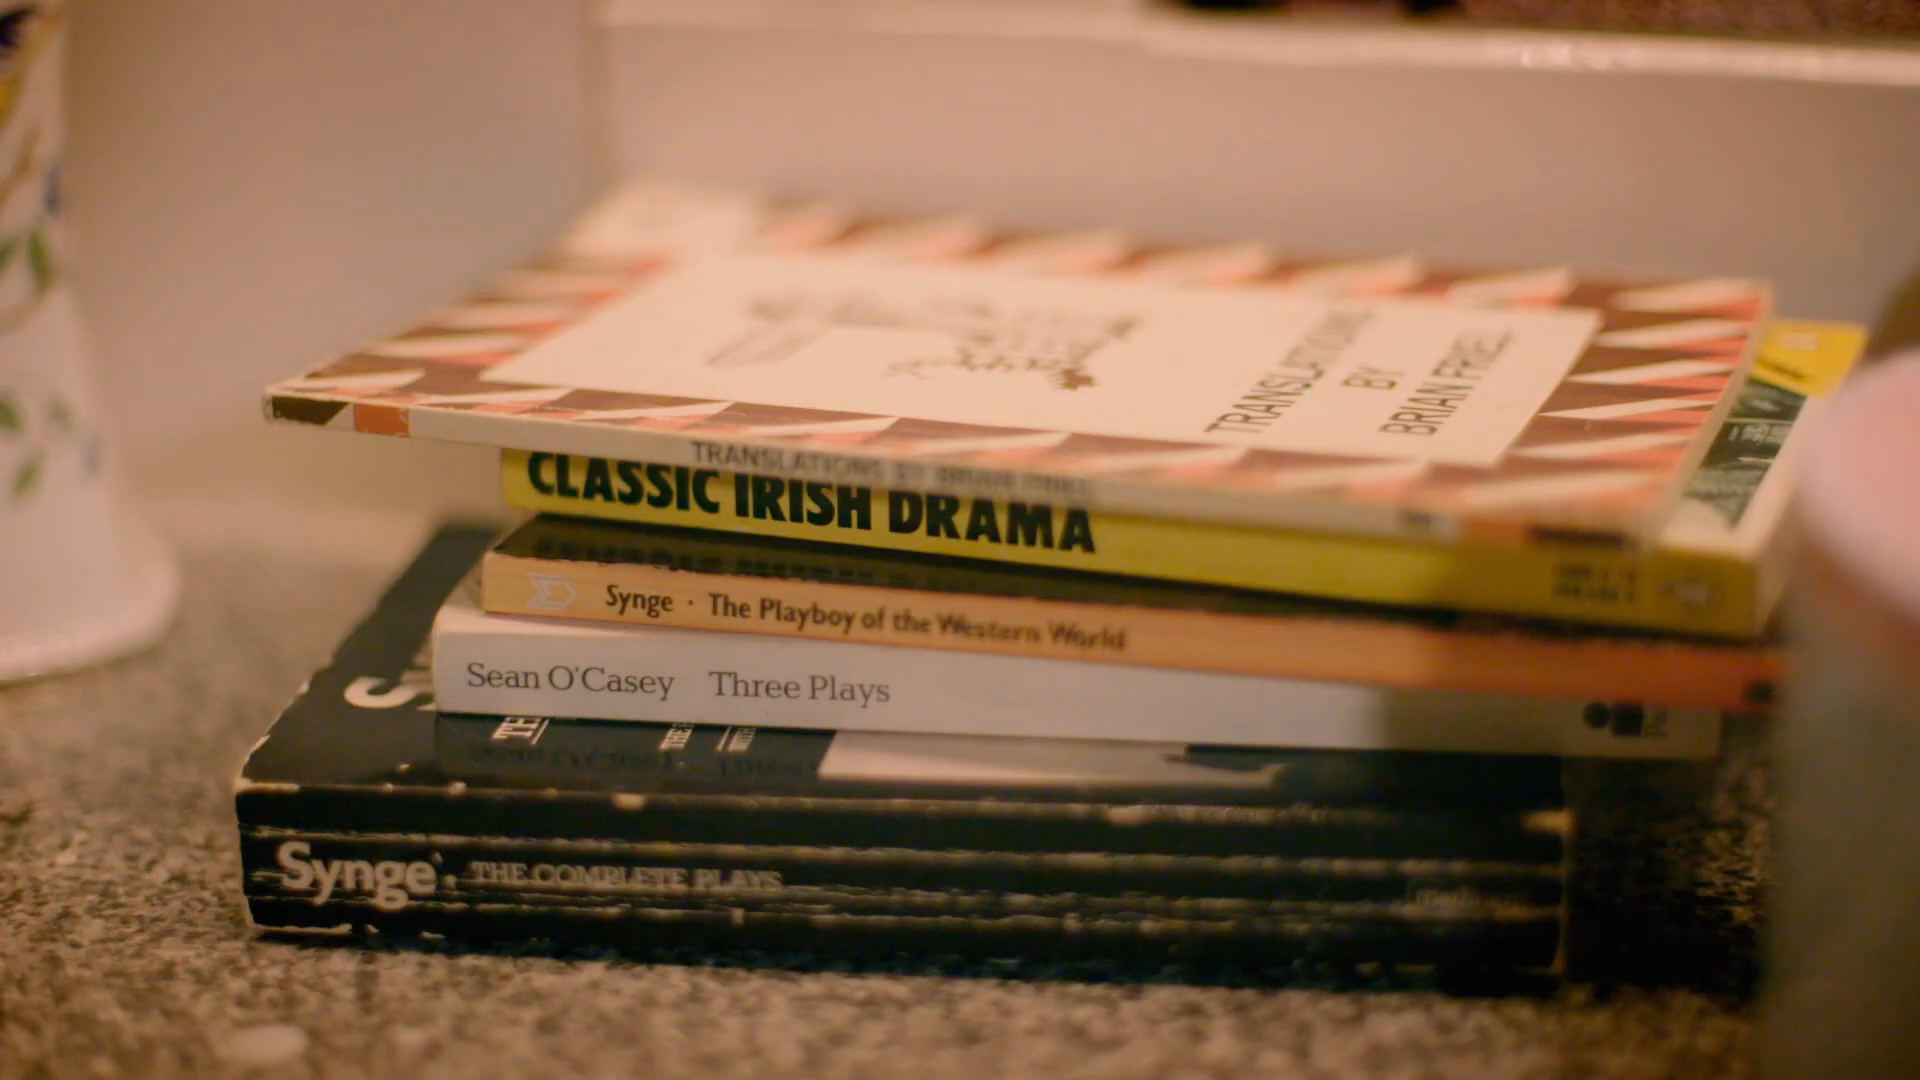 TRANSLATIONS
BY
BRIAN FRIEL
TRANSLATIONS BY BRIAN FRIEL
CLASSIC IRISH DRAMA
Synge · The Playboy of the Western World
Sean O'Casey Three Plays
Synge: THE COMPLETE PLAYS